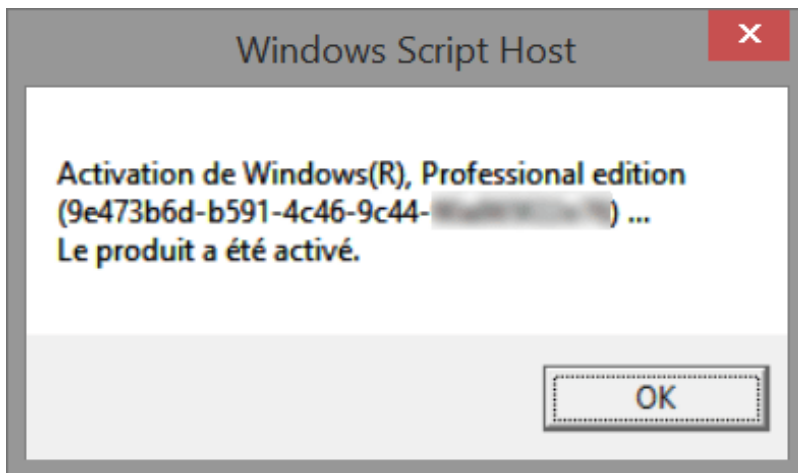 Windows Script Host
Activation de Windows(R), Professional edition
(9e473b6d-b591-4c46-9c44-) ...
Le produit a été activé.
OK